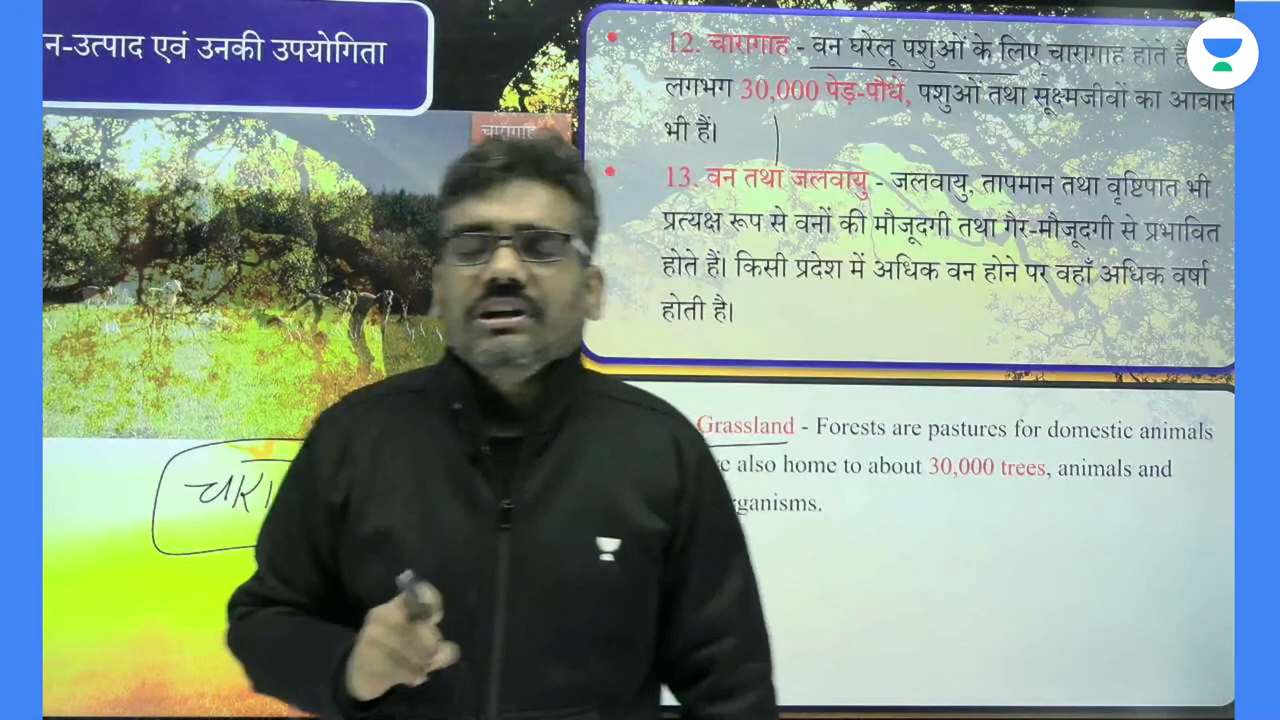 न-उत्पाद एवं उनकी उपयोगिता
चारागाह
12. चारागाह - वन घरेलू पशुओं के लिए चारागाह होते हैं
लगभग 30,000 पेड़-पौधे, पशुओं तथा सूक्ष्मजीवों का आवास
भी हैं।
13. वन तथा जलवायु - जलवायु, तापमान तथा वृष्टिपात भी
प्रत्यक्ष रूप से वनों की मौजूदगी तथा गैर-मौजूदगी से प्रभावित
होते हैं। किसी प्रदेश में अधिक वन होने पर वहाँ अधिक वर्षा
होती है।
Grassland - Forests are pastures for domestic animals
also home to about 30,000 trees, animals and
ganisms.
चारा